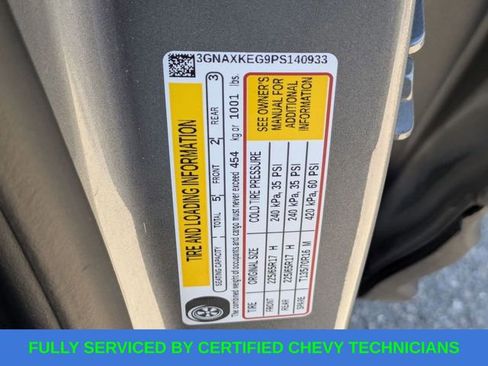 3GNAXKEG9PS140933
TIRE AND LOADING INFORMATION
SEATING CAPACITY TOTAL 5 FRONT 2 REAR 3
The combined weight of occupants and cargo must never exceed 454 kg or 1001 lbs.
TIRE ORIGINAL SIZE COLD TIRE PRESSURE
FRONT 225/65R17 H 240 kPa, 35 PSI
REAR 225/65R17 H 240 kPa, 35 PSI
SPARE T135/70R16 M 420 kPa, 60 PSI
SEE OWNER'S
MANUAL FOR
ADDITIONAL
INFORMATION
FULLY SERVICED BY CERTIFIED CHEVY TECHNICIANS